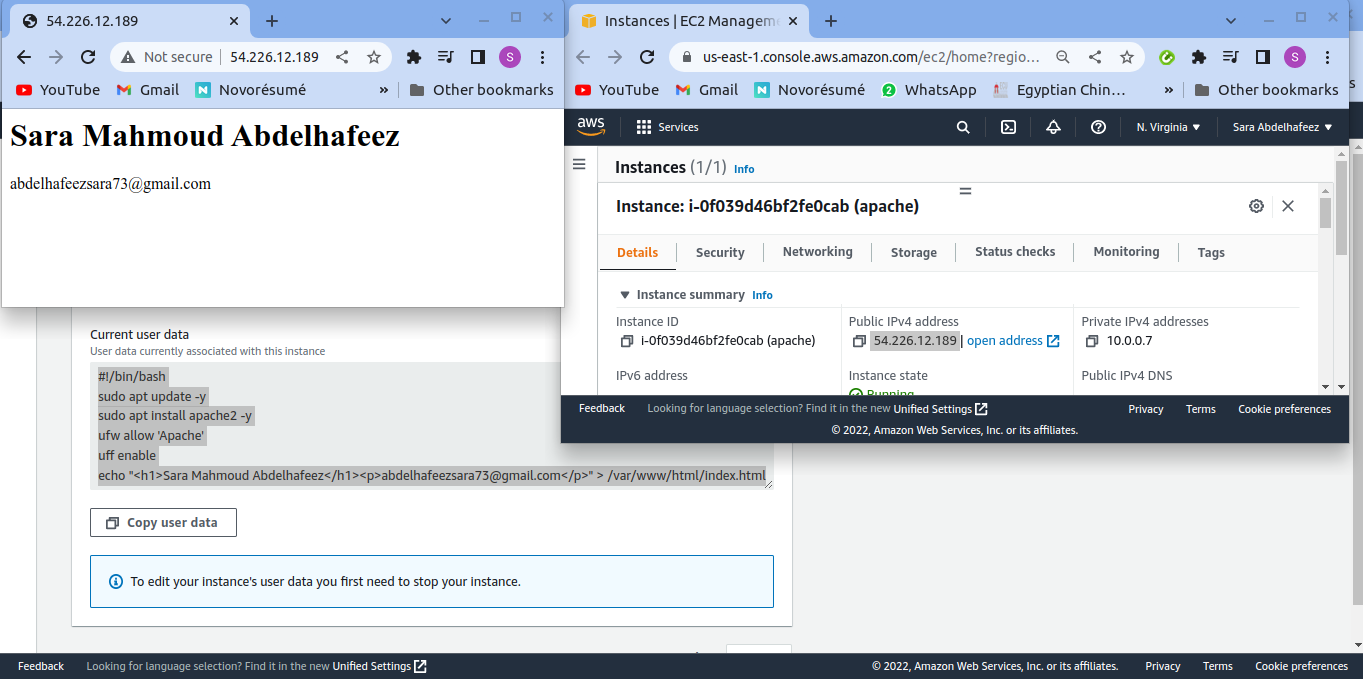 54.226.12.189
Not secure | 54.226.12.189
S
YouTube Gmail Novorésumé » Other bookmarks
Sara Mahmoud Abdelhafeez
abdelhafeezsara73@gmail.com
Instances | EC2 Managem
us-east-1.console.aws.amazon.com/ec2/home?regio...
S
YouTube Gmail Novorésumé 2 WhatsApp Egyptian Chin... » Other bookmarks
aws Services N. Virginia ▼ Sara Abdelhafeez ▼
Instances (1/1) Info
Instance: i-0f039d46bf2fe0cab (apache)
Details Security Networking Storage Status checks Monitoring Tags
▼ Instance summary Info
Instance ID
i-0f039d46bf2fe0cab (apache)
Public IPv4 address
54.226.12.189 | open address
Private IPv4 addresses
10.0.0.7
IPv6 address
Instance state
Running
Public IPv4 DNS
Feedback Looking for language selection? Find it in the new Unified Settings Privacy Terms Cookie preferences
© 2022, Amazon Web Services, Inc. or its affiliates.
Current user data
User data currently associated with this instance
#!/bin/bash
sudo apt update -y
sudo apt install apache2 -y
ufw allow 'Apache'
uff enable
echo "<h1>Sara Mahmoud Abdelhafeez</h1><p>abdelhafeezsara73@gmail.com</p>" > /var/www/html/index.html
Copy user data
To edit your instance's user data you first need to stop your instance.
Feedback Looking for language selection? Find it in the new Unified Settings © 2022, Amazon Web Services, Inc. or its affiliates. Privacy Terms Cookie preferences